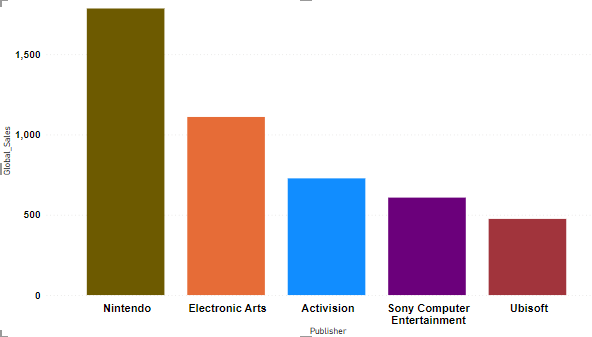 1,500
1,000
500
0
Global_Sales
Nintendo
Electronic Arts
Activision
Sony Computer
Entertainment
Ubisoft
Publisher